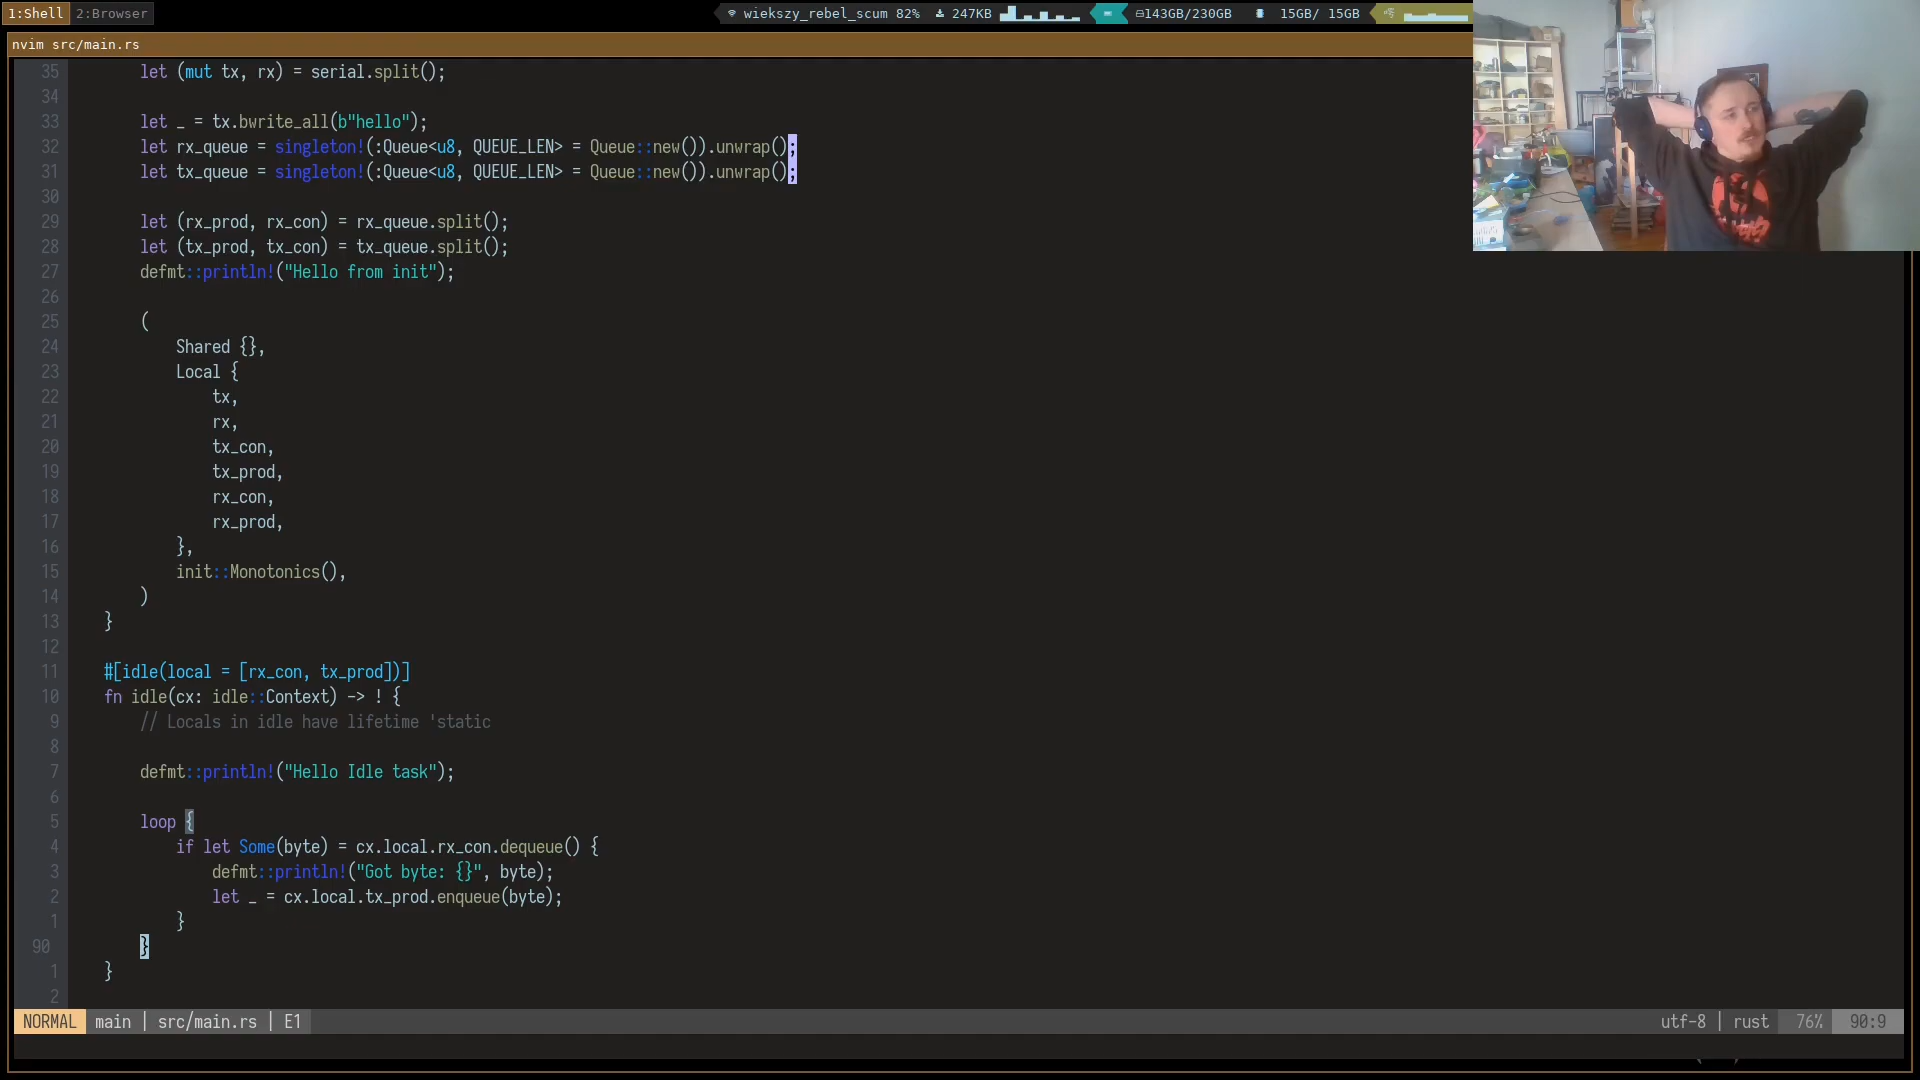 1:Shell 2:Browser wiekszy_rebel_scum 82% 247KB 143GB/230GB 15GB/ 15GB
nvim src/main.rs
35 let (mut tx, rx) = serial.split();
34
33 let _ = tx.bwrite_all(b"hello");
32 let rx_queue = singleton!(:Queue<u8, QUEUE_LEN> = Queue::new()).unwrap();
31 let tx_queue = singleton!(:Queue<u8, QUEUE_LEN> = Queue::new()).unwrap();
30
29 let (rx_prod, rx_con) = rx_queue.split();
28 let (tx_prod, tx_con) = tx_queue.split();
27 defmt::println!("Hello from init");
26
25 (
24 Shared {},
23 Local {
22 tx,
21 rx,
20 tx_con,
19 tx_prod,
18 rx_con,
17 rx_prod,
16 },
15 init::Monotonics(),
14 )
13 }
12
11 #[idle(local = [rx_con, tx_prod])]
10 fn idle(cx: idle::Context) -> ! {
9 // Locals in idle have lifetime 'static
8
7 defmt::println!("Hello Idle task");
6
5 loop {
4 if let Some(byte) = cx.local.rx_con.dequeue() {
3 defmt::println!("Got byte: {}", byte);
2 let _ = cx.local.tx_prod.enqueue(byte);
1 }
90 }
1 }
2
NORMAL main | src/main.rs | E1 utf-8 | rust 76% 90:9